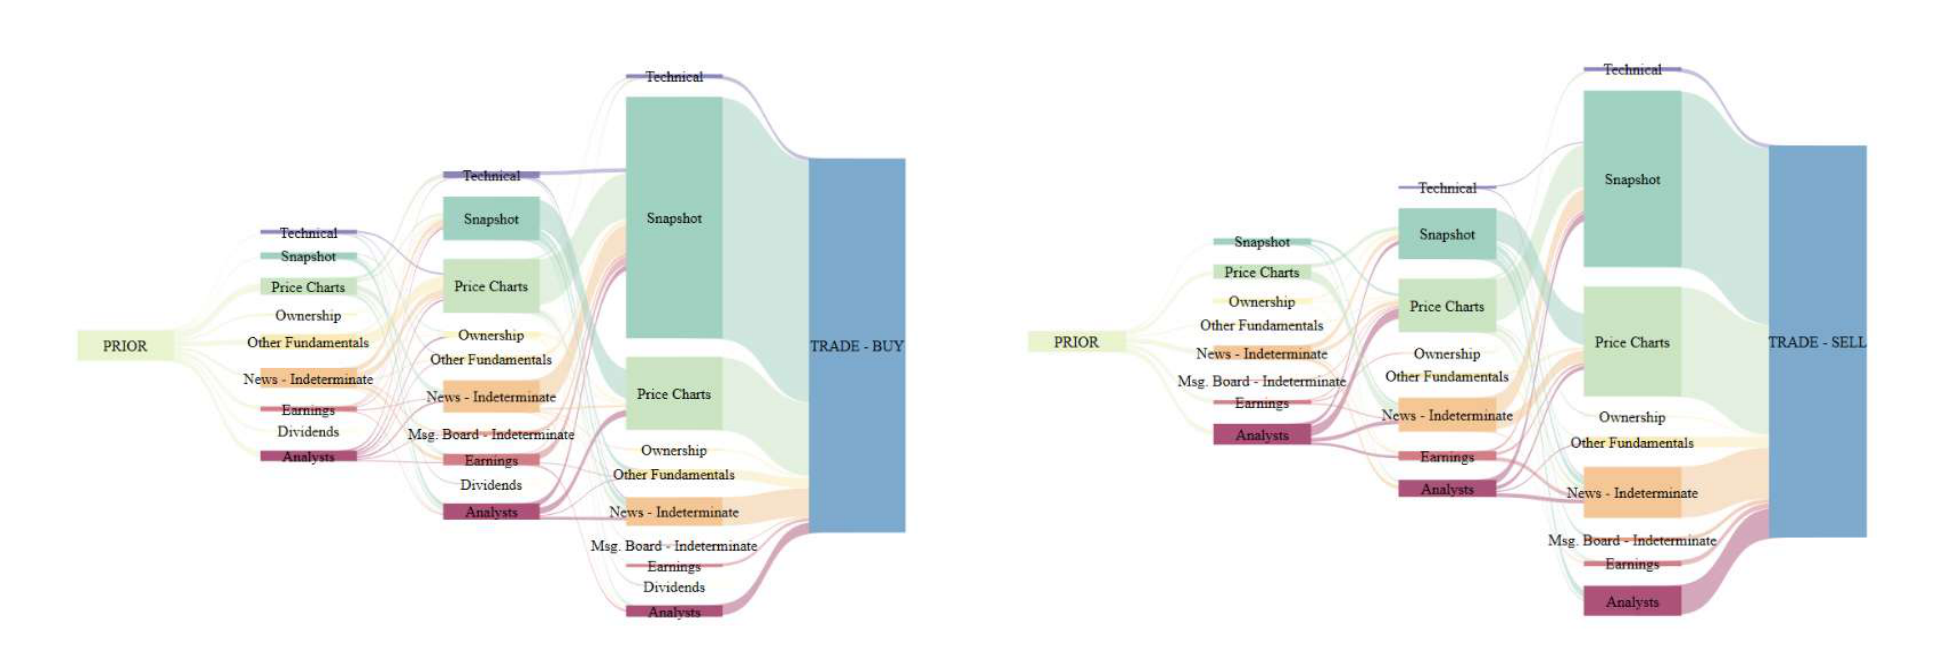 PRIOR
Technical
Snapshot
Price Charts
Ownership
Other Fundamentals
News - Indeterminate
Earnings
Dividends
Analysts
Technical
Snapshot
Price Charts
Ownership
Other Fundamentals
News - Indeterminate
Msg. Board - Indeterminate
Earnings
Dividends
Analysts
Technical
Snapshot
Price Charts
Ownership
Other Fundamentals
News - Indeterminate
Msg. Board - Indeterminate
Earnings
Dividends
Analysts
TRADE - BUY
PRIOR
Snapshot
Price Charts
Ownership
Other Fundamentals
News - Indeterminate
Msg. Board - Indeterminate
Earnings
Analysts
Technical
Snapshot
Price Charts
Ownership
Other Fundamentals
News - Indeterminate
Earnings
Analysts
Technical
Snapshot
Price Charts
Ownership
Other Fundamentals
News - Indeterminate
Msg. Board - Indeterminate
Earnings
Analysts
TRADE - SELL